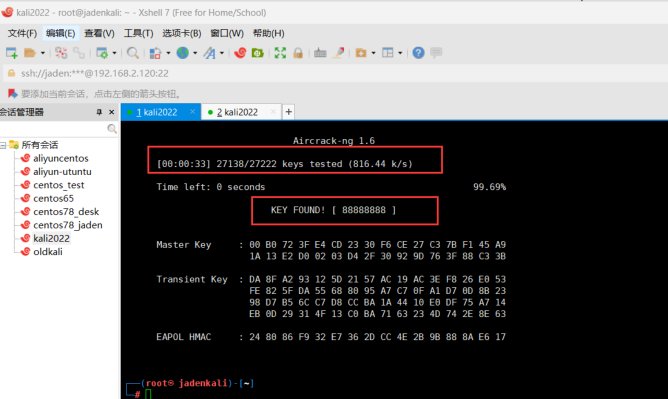 kali2022 - root@jadenkali: ~ - Xshell 7 (Free for Home/School)
文件(F) 编辑(E) 查看(V) 工具(T) 选项卡(B) 窗口(W) 帮助(H)
ssh://jaden:***@192.168.2.120:22
要添加当前会话，点击左侧的箭头按钮。
会话管理器
1 kali2022
2 kali2022
所有会话
aliyuncentos
aliyun-utuntu
centos_test
centos65
centos78_desk
centos78_jaden
kali2022
oldkali
Aircrack-ng 1.6
[00:00:33] 27138/27222 keys tested (816.44 k/s)
Time left: 0 seconds 99.69%
KEY FOUND! [ 88888888 ]
Master Key : 00 B0 72 3F E4 CD 23 30 F6 CE 27 C3 7B F1 45 A9
1A 13 E2 D0 02 03 D4 2F 30 92 9D 76 3F 88 C3 3B
Transient Key : DA 8F A2 93 12 5D 21 57 AC 19 AC 3E F8 26 E0 53
FE 82 5F DA 55 68 80 95 A7 C7 0F A1 D7 0D 8B 23
98 D7 B5 6C C7 D8 CC BA 1A 44 10 E0 DF 75 A7 14
EB 0D 29 31 4F 13 C0 BA 71 63 23 4D 74 2E 8E 63
EAPOL HMAC : 24 80 86 F9 32 E7 36 2D CC 4E 2B 9B 88 8A E6 17
(root㉿ jadenkali)-[~]
#